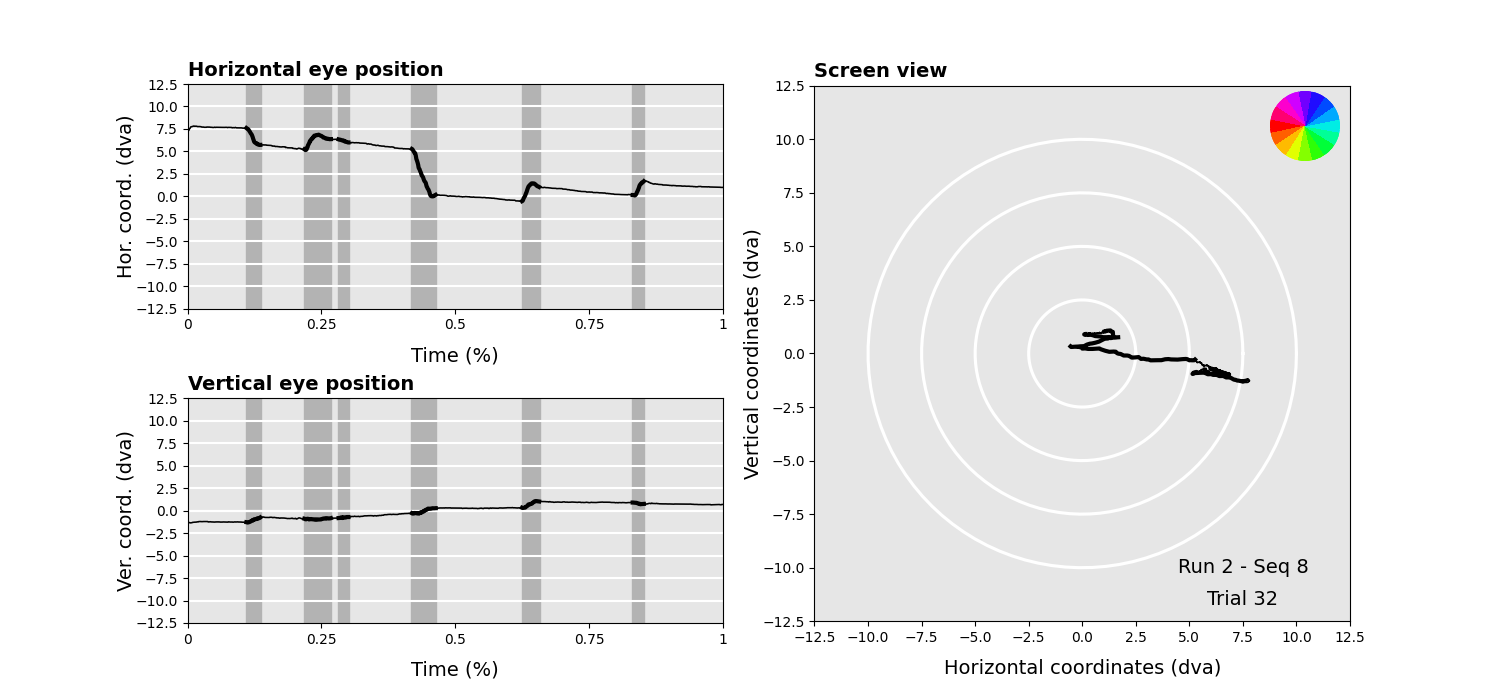 Horizontal eye position
Hor. coord. (dva)
12.5
10.0
7.5
5.0
2.5
0.0
−2.5
−5.0
−7.5
−10.0
−12.5
0 0.25 0.5 0.75 1
Time (%)
Vertical eye position
Ver. coord. (dva)
12.5
10.0
7.5
5.0
2.5
0.0
−2.5
−5.0
−7.5
−10.0
−12.5
0 0.25 0.5 0.75 1
Time (%)
Screen view
Vertical coordinates (dva)
12.5
10.0
7.5
5.0
2.5
0.0
−2.5
−5.0
−7.5
−10.0
−12.5
Run 2 - Seq 8
Trial 32
−12.5 −10.0 −7.5 −5.0 −2.5 0.0 2.5 5.0 7.5 10.0 12.5
Horizontal coordinates (dva)